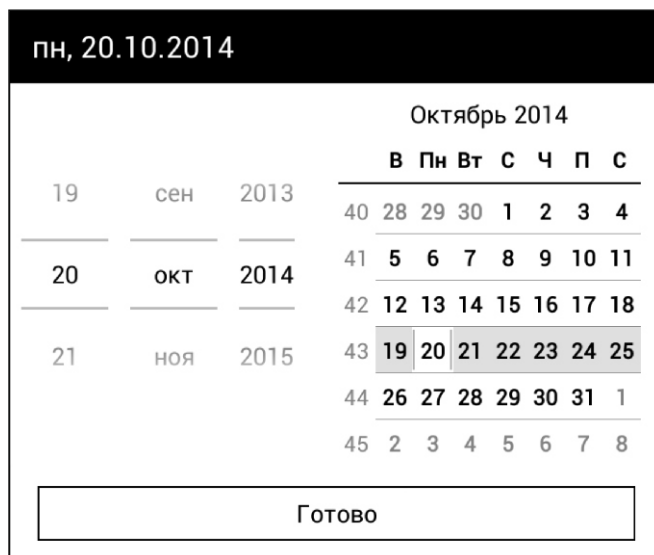 пн, 20.10.2014
19 сен 2013
20 окт 2014
21 ноя 2015
Октябрь 2014
В Пн Вт С Ч П С
40 28 29 30 1 2 3 4
41 5 6 7 8 9 10 11
42 12 13 14 15 16 17 18
43 19 20 21 22 23 24 25
44 26 27 28 29 30 31 1
45 2 3 4 5 6 7 8
Готово